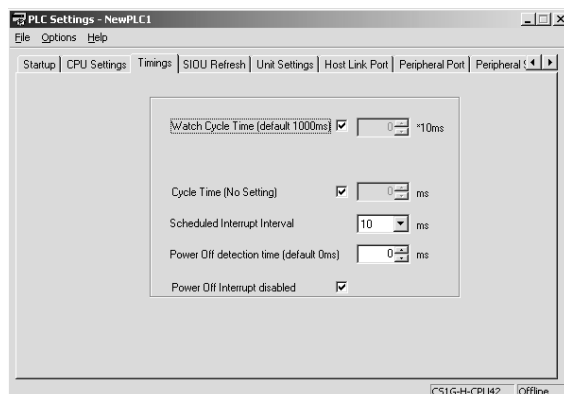 PLC Settings - NewPLC1
File Options Help
Startup CPU Settings Timings SIOU Refresh Unit Settings Host Link Port Peripheral Port Peripheral
Watch Cycle Time (default 1000ms) 0 *10ms
Cycle Time (No Setting) 0 ms
Scheduled Interrupt Interval 10 ms
Power Off detection time (default 0ms) 0 ms
Power Off Interrupt disabled
CS1G-H-CPU42 Offline